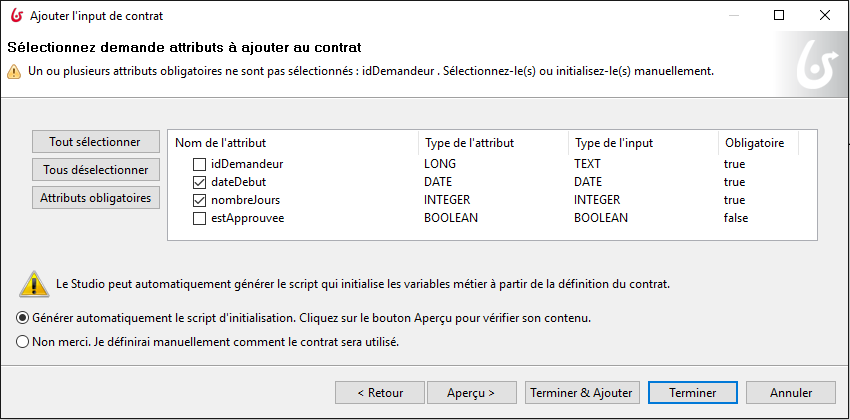 Ajouter l'input de contrat
Sélectionnez demande attributs à ajouter au contrat
Un ou plusieurs attributs obligatoires ne sont pas sélectionnés : idDemandeur . Sélectionnez-le(s) ou initialisez-le(s) manuellement.
Tout sélectionner
Tous déselectionner
Attributs obligatoires
Nom de l'attribut Type de l'attribut Type de l'input Obligatoire
idDemandeur LONG TEXT true
dateDebut DATE DATE true
nombreJours INTEGER INTEGER true
estApprouvee BOOLEAN BOOLEAN false
Le Studio peut automatiquement générer le script qui initialise les variables métier à partir de la définition du contrat.
Générer automatiquement le script d'initialisation. Cliquez sur le bouton Aperçu pour vérifier son contenu.
Non merci. Je définirai manuellement comment le contrat sera utilisé.
< Retour Aperçu > Terminer & Ajouter Terminer Annuler